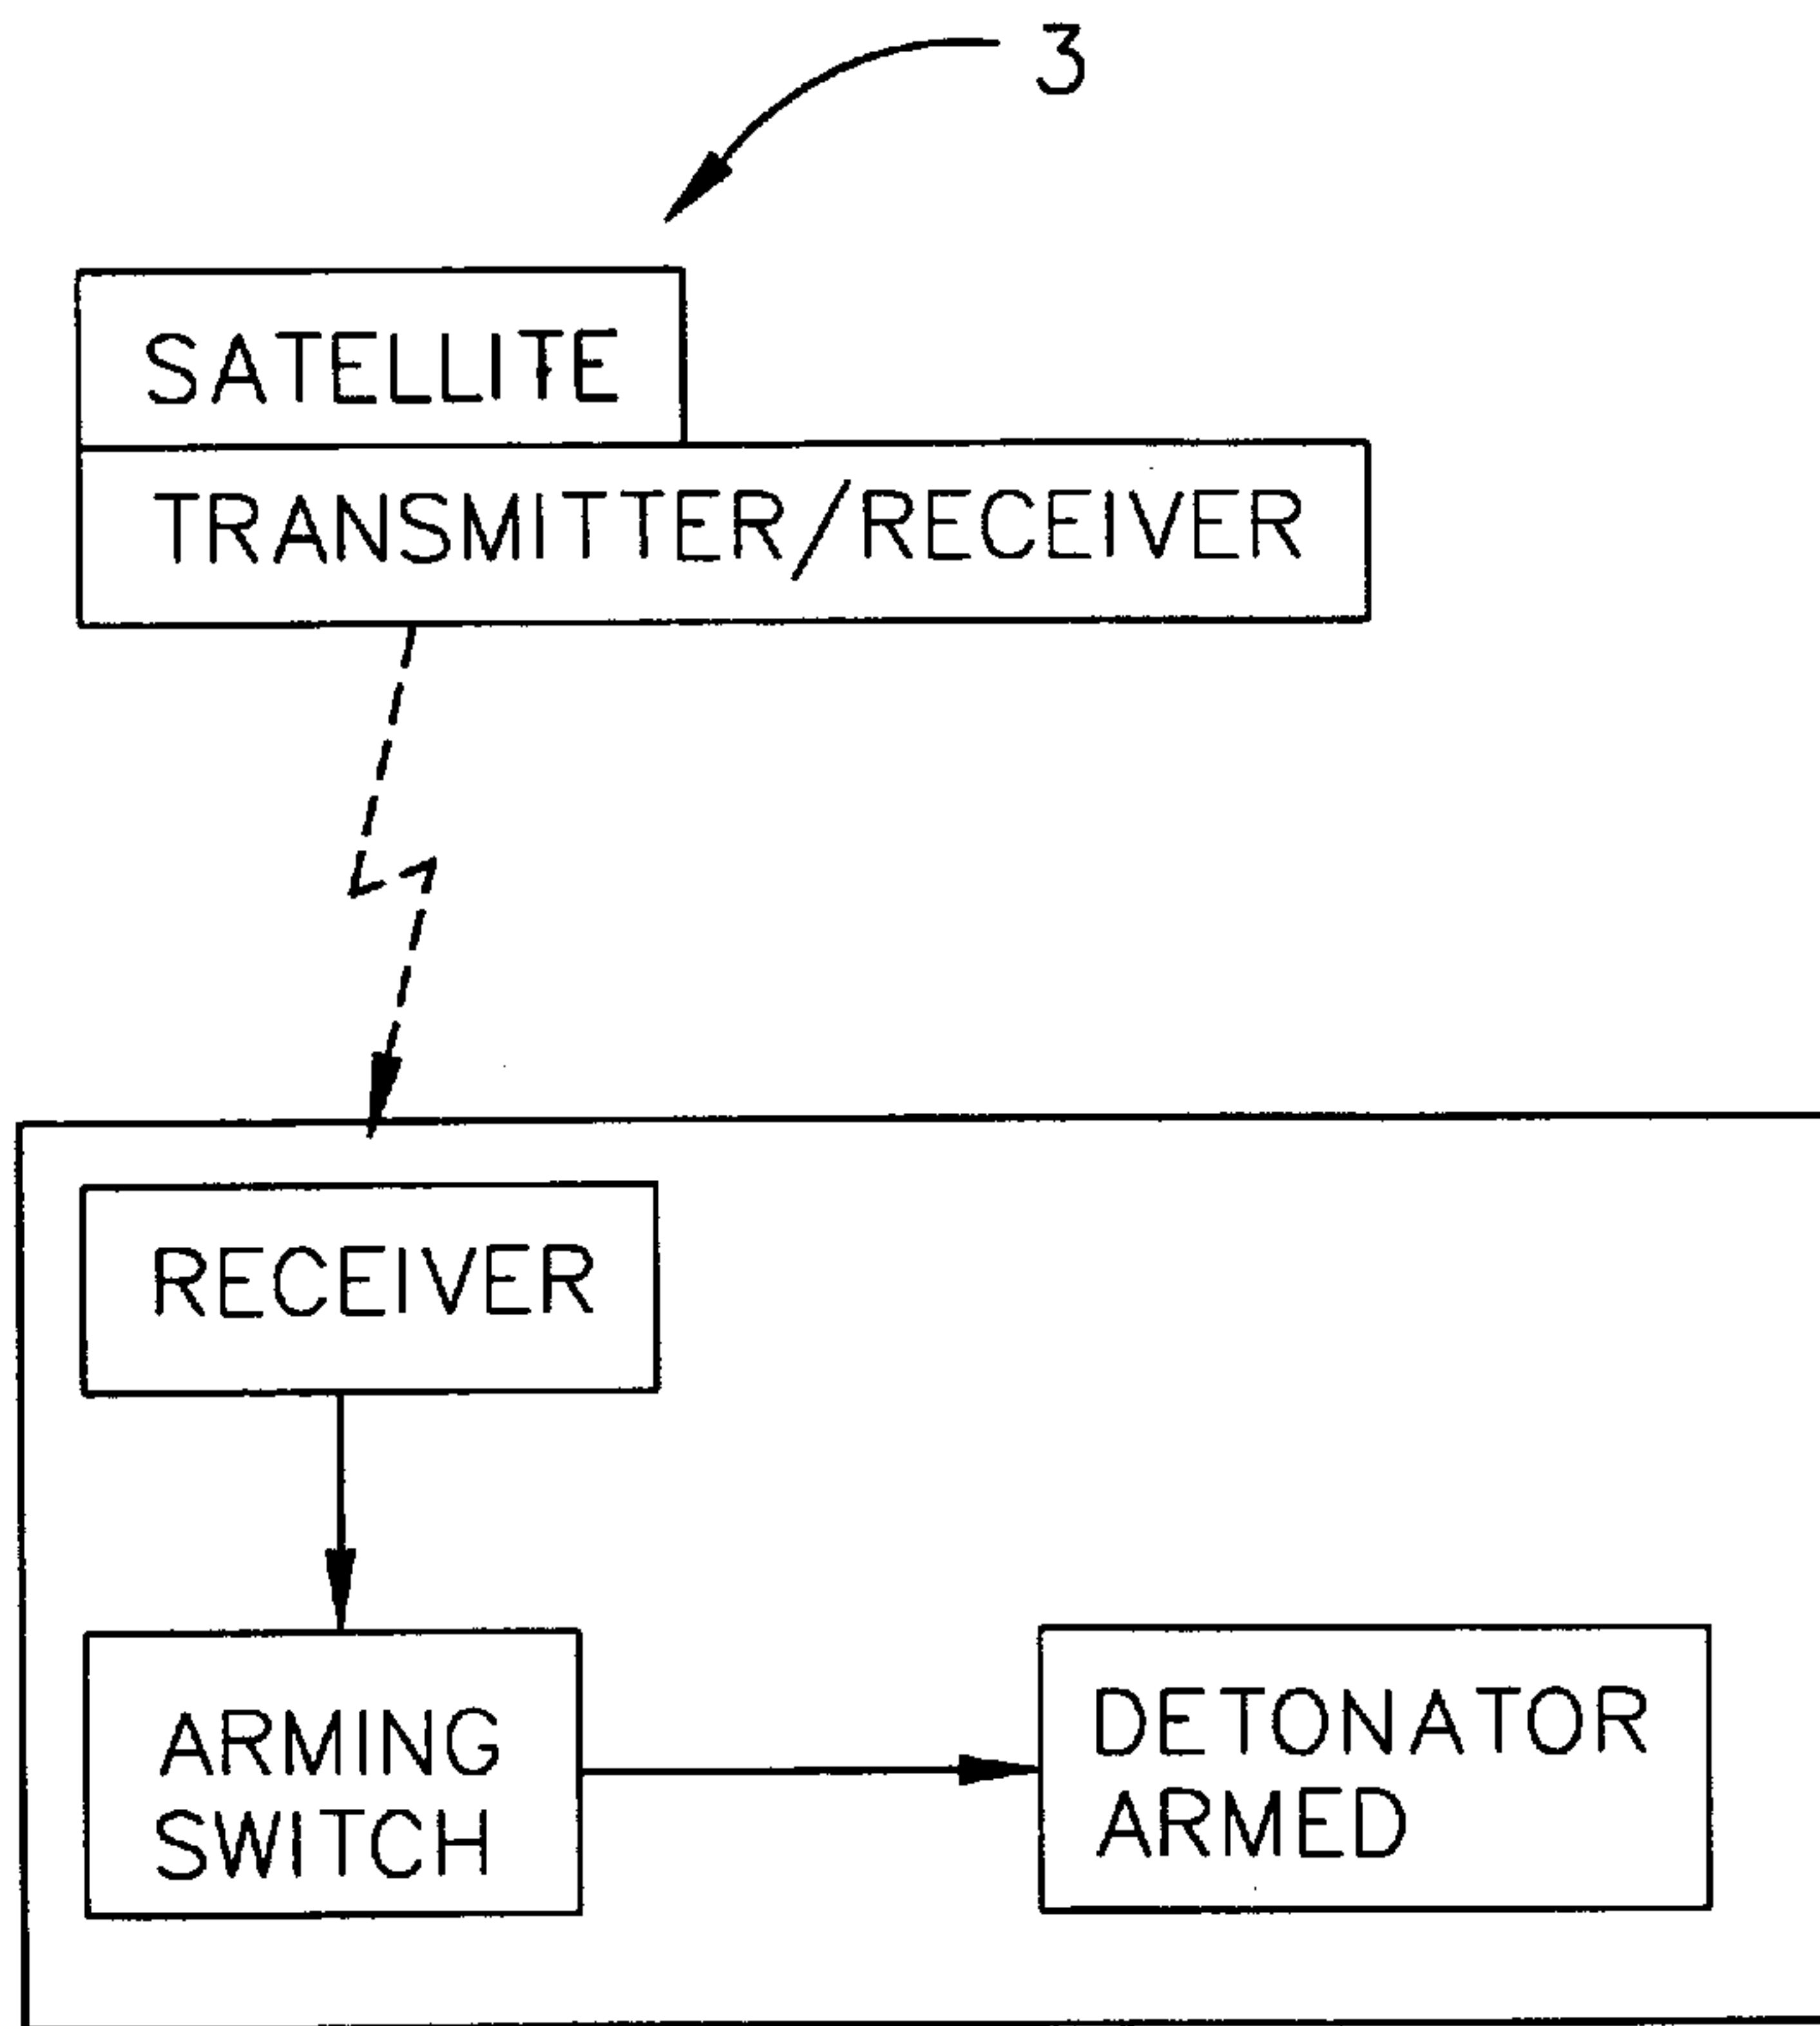 3
SATELLITE
TRANSMITTER/RECEIVER
RECEIVER
ARMING
SWITCH
DETONATOR
ARMED